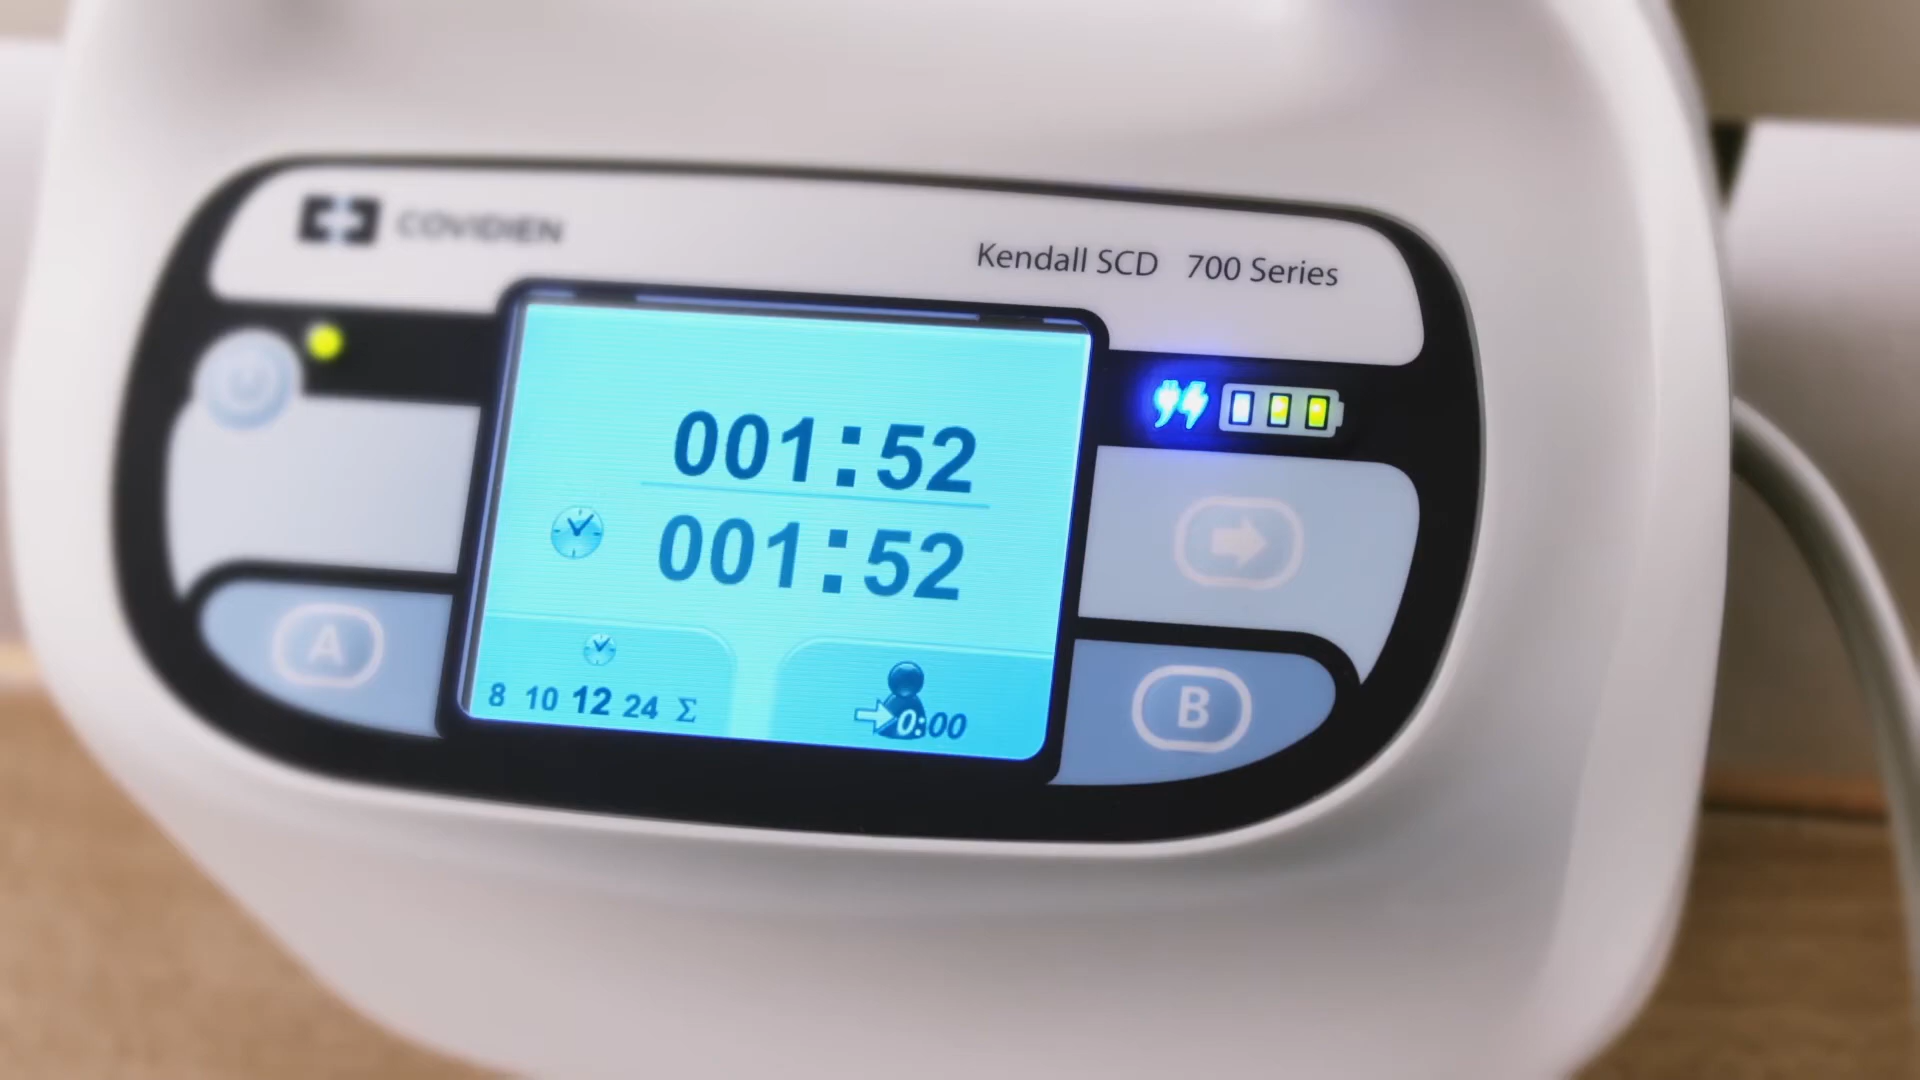 COVIDIEN
Kendall SCD 700 Series
001:52
001:52
8 10 12 24 Σ
0:00
A
B